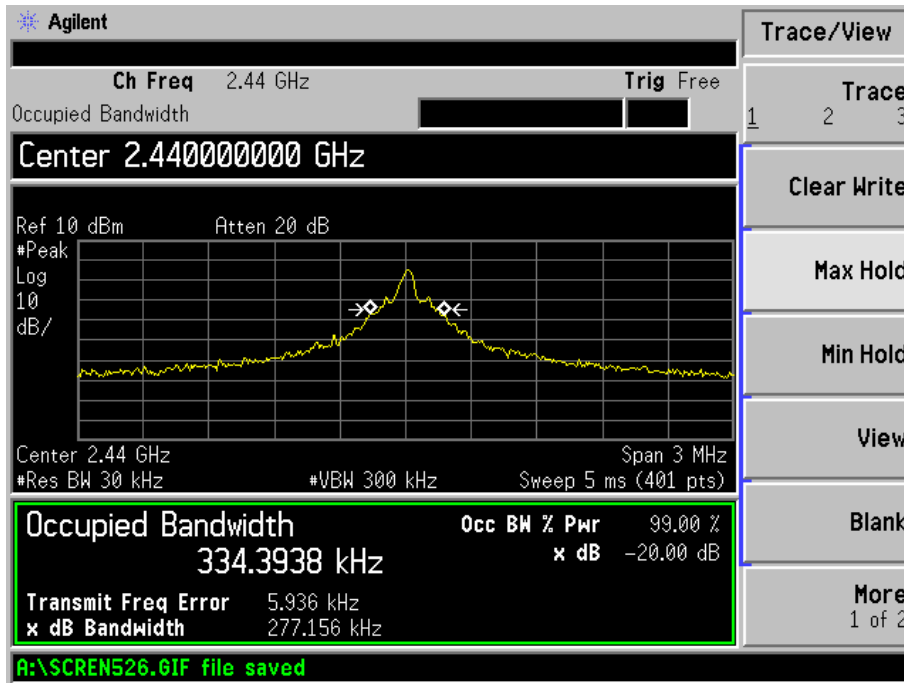 Agilent
Trace/View
Ch Freq 2.44 GHz Trig Free
Occupied Bandwidth
Trace
1 2 3
Center 2.440000000 GHz
Clear Write
Ref 10 dBm Atten 20 dB
#Peak
Log
10
dB/
Max Hold
Min Hold
View
Center 2.44 GHz Span 3 MHz
#Res BW 30 kHz #VBW 300 kHz Sweep 5 ms (401 pts)
Occupied Bandwidth
334.3938 kHz
Occ BW % Pwr 99.00 %
x dB -20.00 dB
Blank
Transmit Freq Error 5.936 kHz
x dB Bandwidth 277.156 kHz
More
1 of 2
A:\SCREN526.GIF file saved